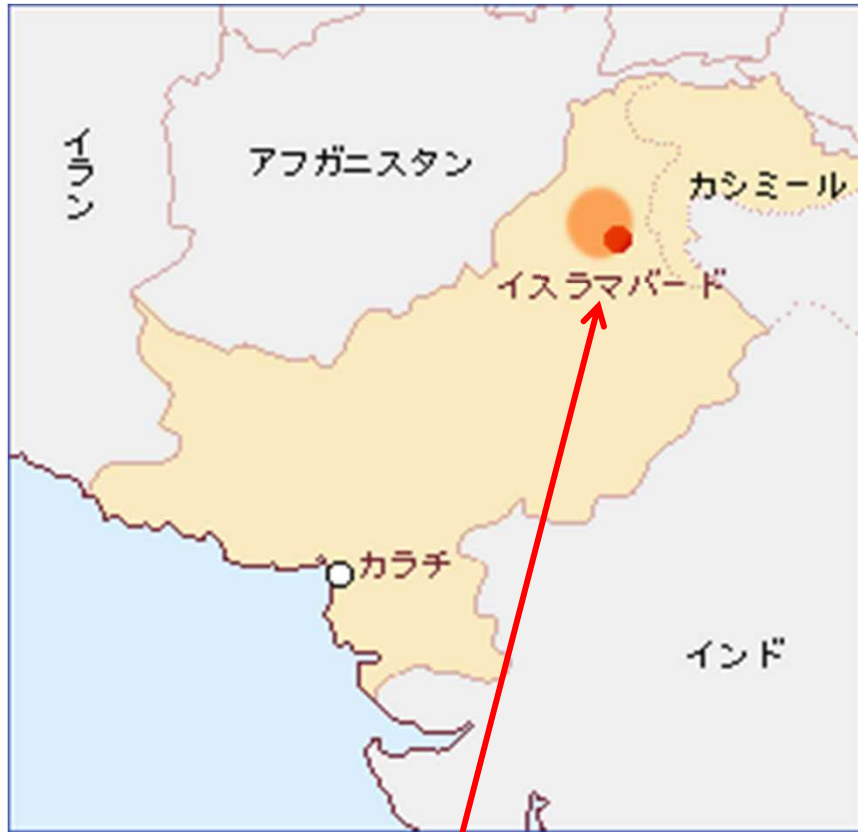 イラン
アフガニスタン
カシミール
イスラマバード
カラチ
インド